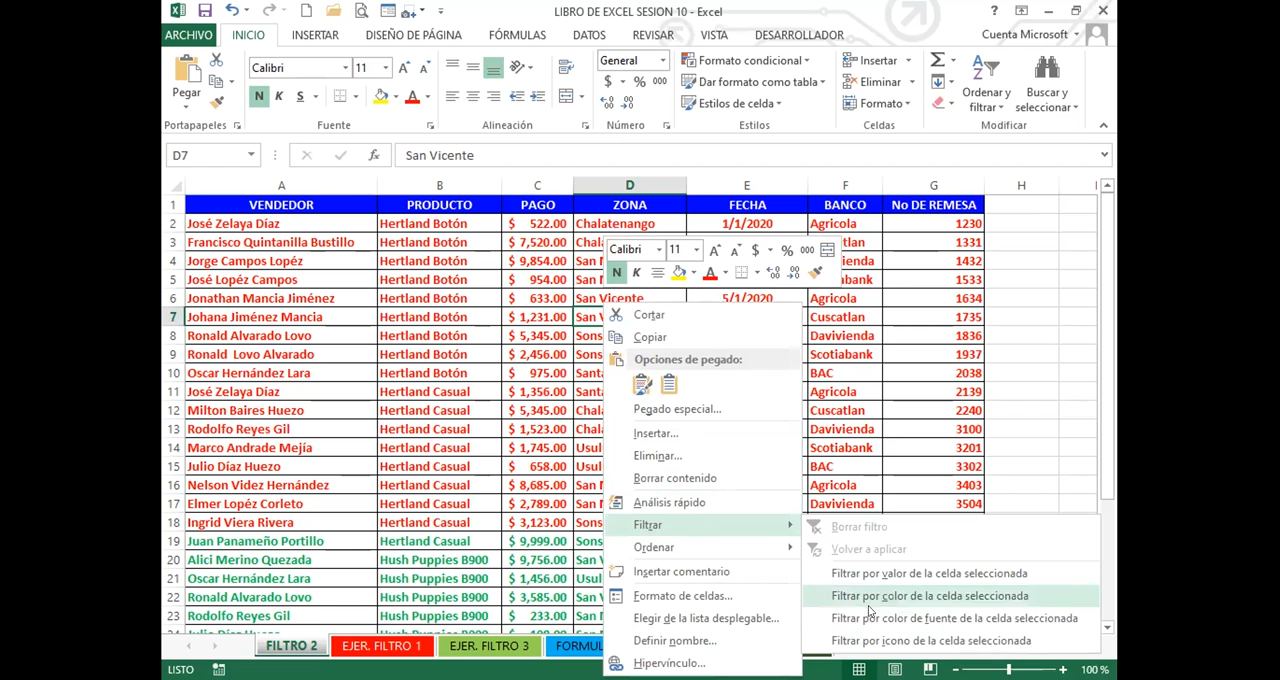 LIBRO DE EXCEL SESION 10 - Excel
ARCHIVO INICIO INSERTAR DISEÑO DE PÁGINA FÓRMULAS DATOS REVISAR VISTA DESARROLLADOR Cuenta Microsoft
Pegar
Calibri 11
N K S
General
$ % 000
Formato condicional
Dar formato como tabla
Estilos de celda
Insertar
Eliminar
Formato
Ordenar y filtrar
Buscar y seleccionar
Portapapeles Fuente Alineación Número Estilos Celdas Modificar
D7 fx San Vicente
A B C D E F G H I
1 VENDEDOR PRODUCTO PAGO ZONA FECHA BANCO No DE REMESA
2 José Zelaya Díaz Hertland Botón $ 522.00 Chalatenango 1/1/2020 Agricola 1230
3 Francisco Quintanilla Bustillo Hertland Botón $ 7,520.00 1331
4 Jorge Campos Lopéz Hertland Botón $ 9,854.00 1432
5 José Lopéz Campos Hertland Botón $ 954.00 1533
6 Jonathan Mancia Jiménez Hertland Botón $ 633.00 San Vicente 5/1/2020 Agricola 1634
7 Johana Jiménez Mancia Hertland Botón $ 1,231.00 Cuscatlan 1735
8 Ronald Alvarado Lovo Hertland Botón $ 5,345.00 Davivienda 1836
9 Ronald Lovo Alvarado Hertland Botón $ 2,456.00 Scotiabank 1937
10 Oscar Hernández Lara Hertland Botón $ 975.00 BAC 2038
11 José Zelaya Díaz Hertland Casual $ 1,356.00 Agricola 2139
12 Milton Baires Huezo Hertland Casual $ 5,345.00 Cuscatlan 2240
13 Rodolfo Reyes Gil Hertland Casual $ 1,523.00 Davivienda 3100
14 Marco Andrade Mejía Hertland Casual $ 1,745.00 Scotiabank 3201
15 Julio Díaz Huezo Hertland Casual $ 658.00 BAC 3302
16 Nelson Videz Hernández Hertland Casual $ 8,685.00 Agricola 3403
17 Elmer Lopéz Corleto Hertland Casual $ 2,789.00 Davivienda 3504
18 Ingrid Viera Rivera Hertland Casual $ 3,123.00
19 Juan Panameño Portillo Hertland Casual $ 9,999.00
20 Alici Merino Quezada Hush Puppies B900 $ 9,756.00
21 Oscar Hernández Lara Hush Puppies B900 $ 1,456.00
22 Ronald Alvarado Lovo Hush Puppies B900 $ 3,585.00
23 Rodolfo Reyes Gil Hush Puppies B900 $ 233.00
Calibri 11 $ % 000
N K
Cortar
Copiar
Opciones de pegado:
Pegado especial...
Insertar...
Eliminar...
Borrar contenido
Análisis rápido
Filtrar
Ordenar
Insertar comentario
Formato de celdas...
Elegir de la lista desplegable...
Definir nombre...
Hipervínculo...
Borrar filtro
Volver a aplicar
Filtrar por valor de la celda seleccionada
Filtrar por color de la celda seleccionada
Filtrar por color de fuente de la celda seleccionada
Filtrar por icono de la celda seleccionada
FILTRO 2 EJER. FILTRO 1 EJER. FILTRO 3
LISTO 100 %